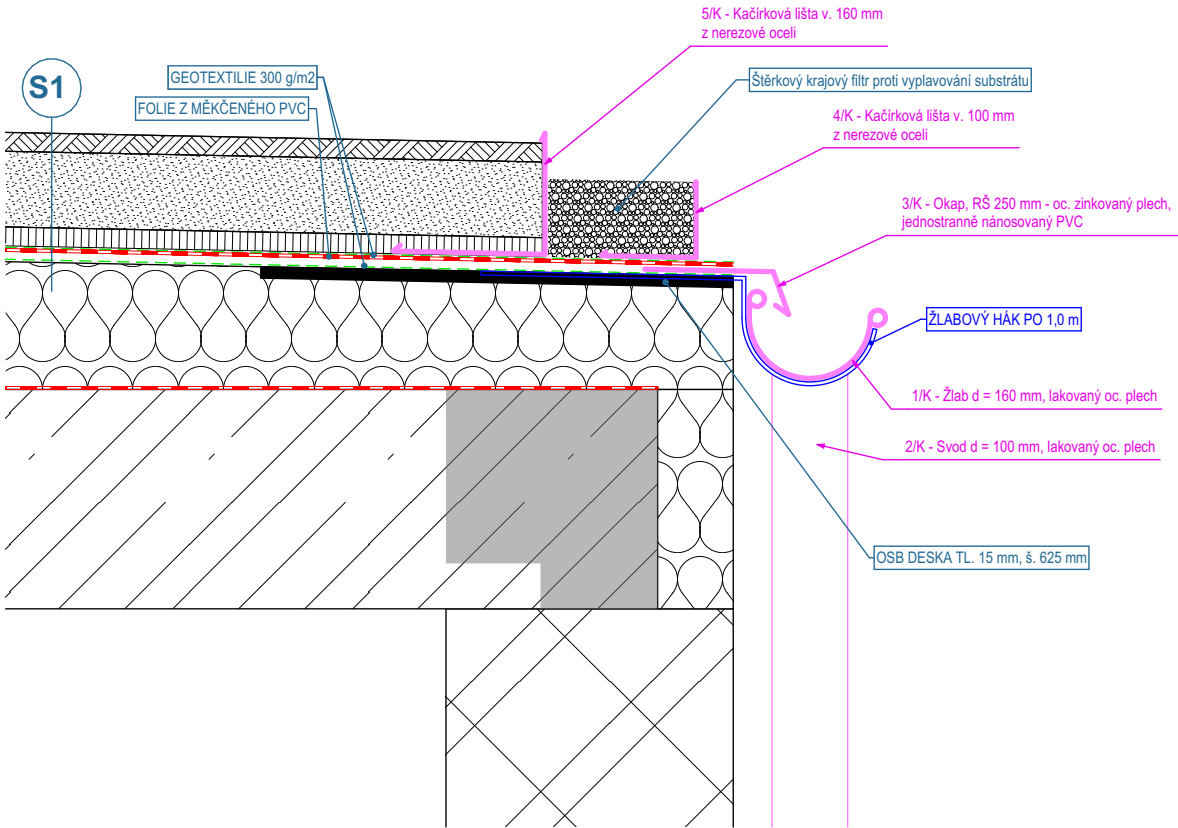 5/K - Kačírková lišta v. 160 mm
z nerezové oceli
S1
GEOTEXTILIE 300 g/m2
FOLIE Z MĚKČENÉHO PVC
Štěrkový krajový filtr proti vyplavování substrátu
4/K - Kačírková lišta v. 100 mm
z nerezové oceli
3/K - Okap, RŠ 250 mm - oc. zinkovaný plech,
jednostranně nánosovaný PVC
ŽLABOVÝ HÁK PO 1,0 m
1/K - Žlab d = 160 mm, lakovaný oc. plech
2/K - Svod d = 100 mm, lakovaný oc. plech
OSB DESKA TL. 15 mm, š. 625 mm